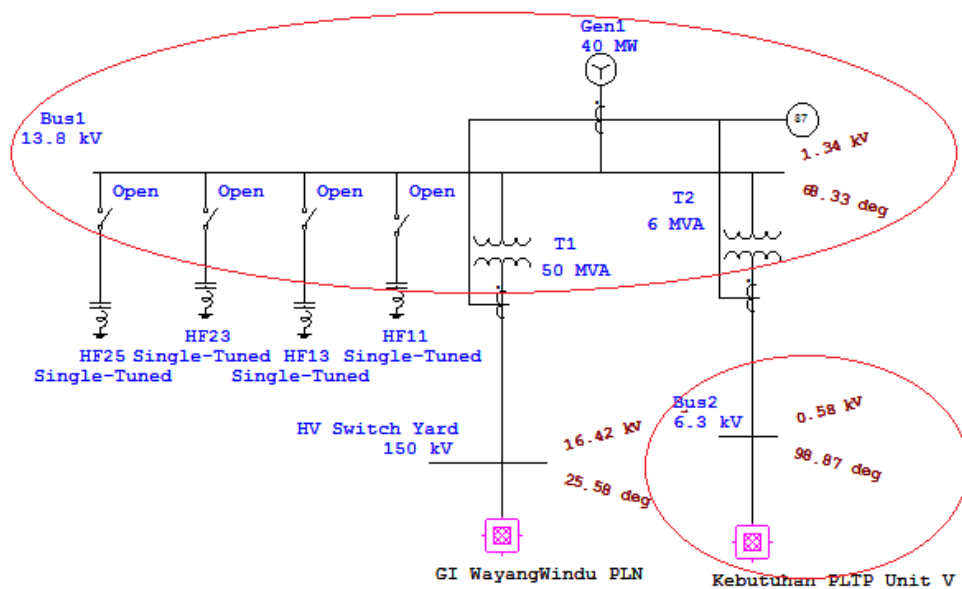 Gen1
40 MW
Bus1
13.8 kV
87
1.34 kV
68.33 deg
Open
Open
Open
Open
T2
6 MVA
T1
50 MVA
HF25
Single-Tuned
HF23
Single-Tuned
HF13
Single-Tuned
HF11
Single-Tuned
HV Switch Yard
150 kV
16.42 kV
25.58 deg
Bus2
6.3 kV
0.58 kV
98.87 deg
GI WayangWindu PLN
Kebutuhan PLTP Unit V